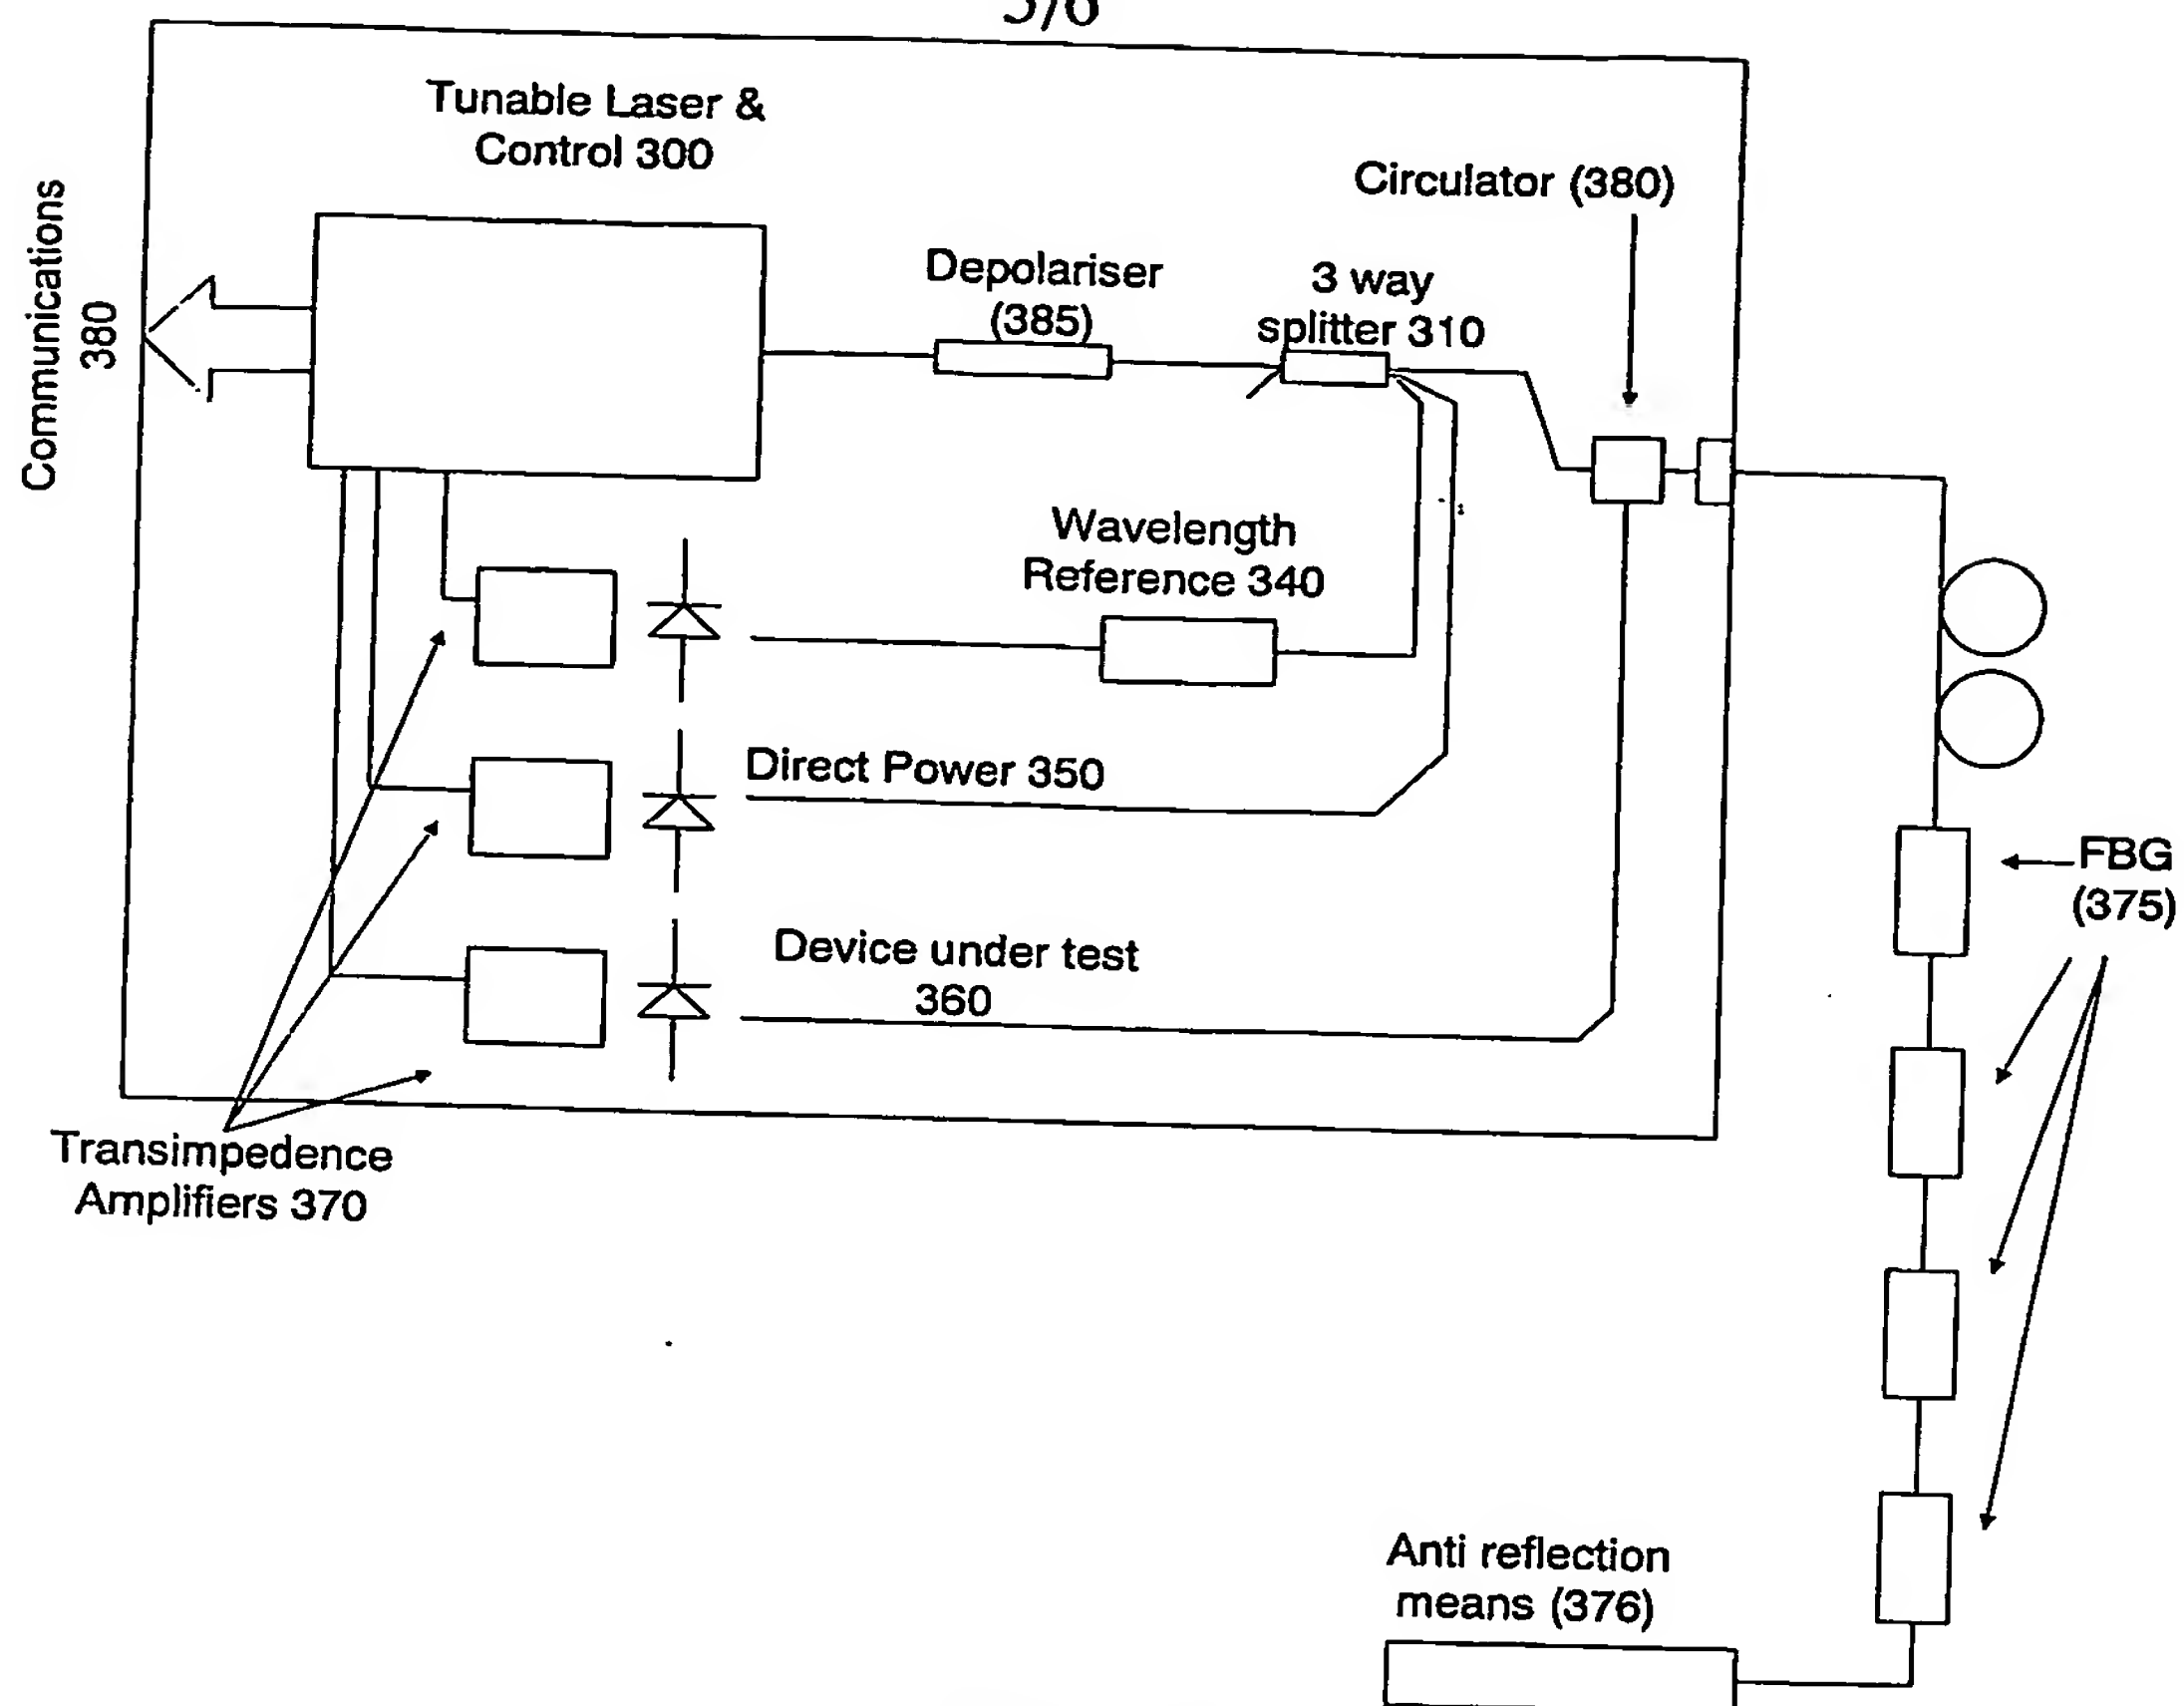 Tunable Laser &
Control 300
Communications
380
Circulator (380)
Depolariser
(385)
3 way
splitter 310
Wavelength
Reference 340
Direct Power 350
Device under test
360
FBG
(375)
Transimpedence
Amplifiers 370
Anti reflection
means (376)